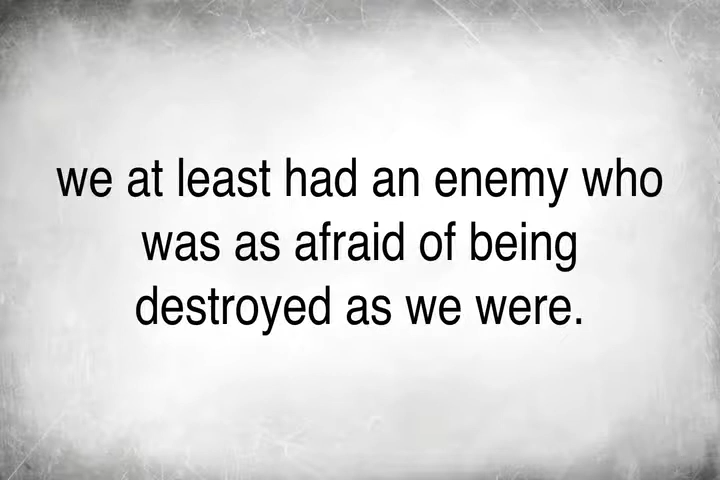 we at least had an enemy who
was as afraid of being
destroyed as we were.